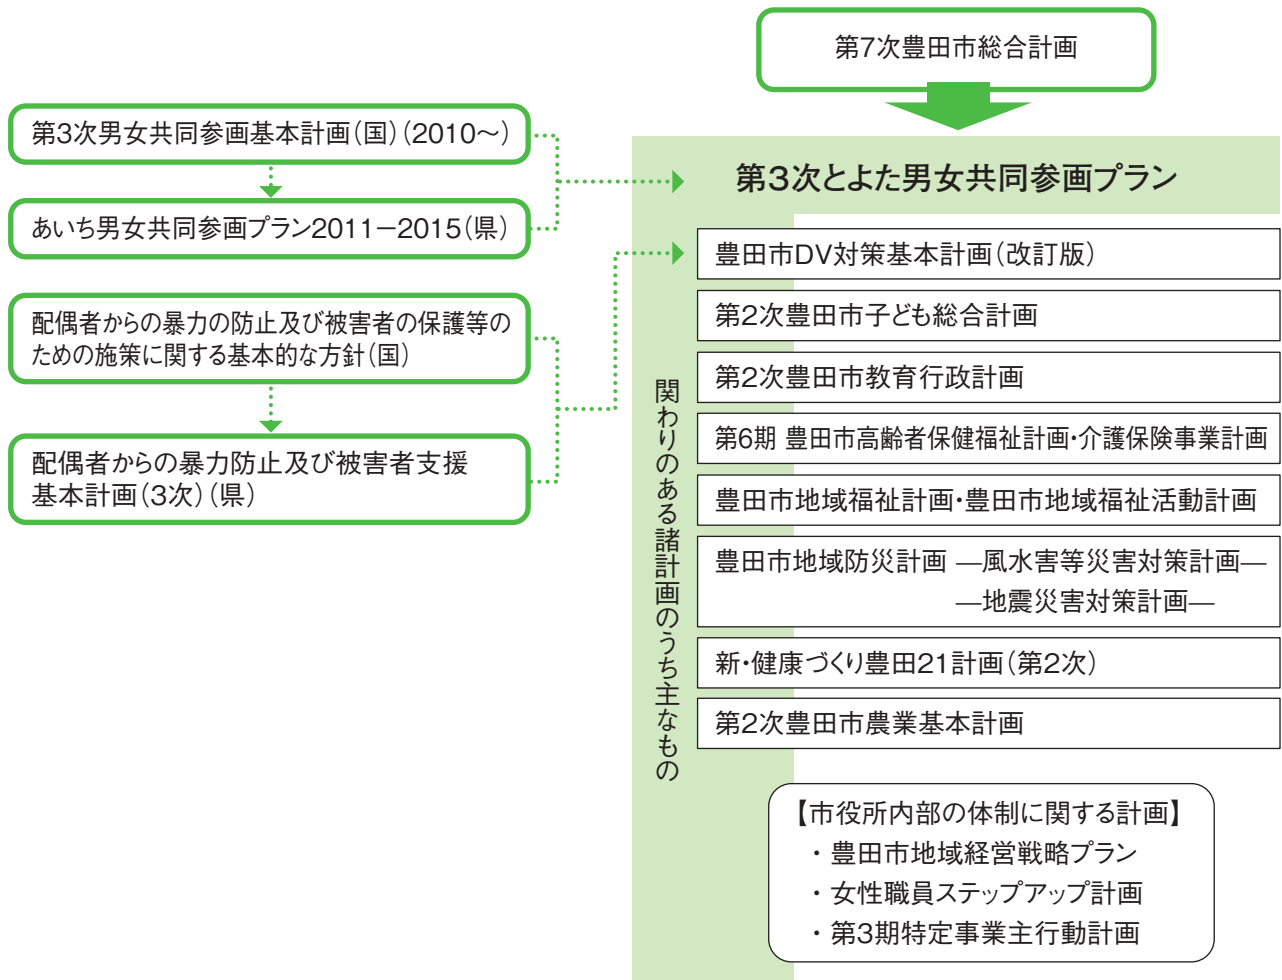 第7次豊田市総合計画
第3次男女共同参画基本計画(国)(2010〜)
あいち男女共同参画プラン2011−2015(県)
配偶者からの暴力の防止及び被害者の保護等の
ための施策に関する基本的な方針(国)
配偶者からの暴力防止及び被害者支援
基本計画(3次)(県)
第3次とよた男女共同参画プラン
関わりのある諸計画のうち主なもの
豊田市DV対策基本計画(改訂版)
第2次豊田市子ども総合計画
第2次豊田市教育行政計画
第6期 豊田市高齢者保健福祉計画・介護保険事業計画
豊田市地域福祉計画・豊田市地域福祉活動計画
豊田市地域防災計画 ―風水害等災害対策計画―
―地震災害対策計画―
新・健康づくり豊田21計画(第2次)
第2次豊田市農業基本計画
【市役所内部の体制に関する計画】
・ 豊田市地域経営戦略プラン
・ 女性職員ステップアップ計画
・ 第3期特定事業主行動計画